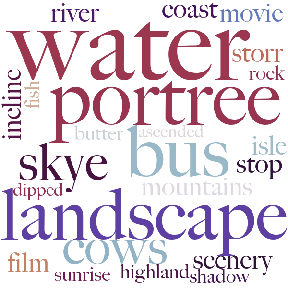 river coast movie
water storr
rock
incline fish portree
butter ascended isle
skye bus stop
dipped mountains
landscape
cows scenery
film sunrise highland shadow